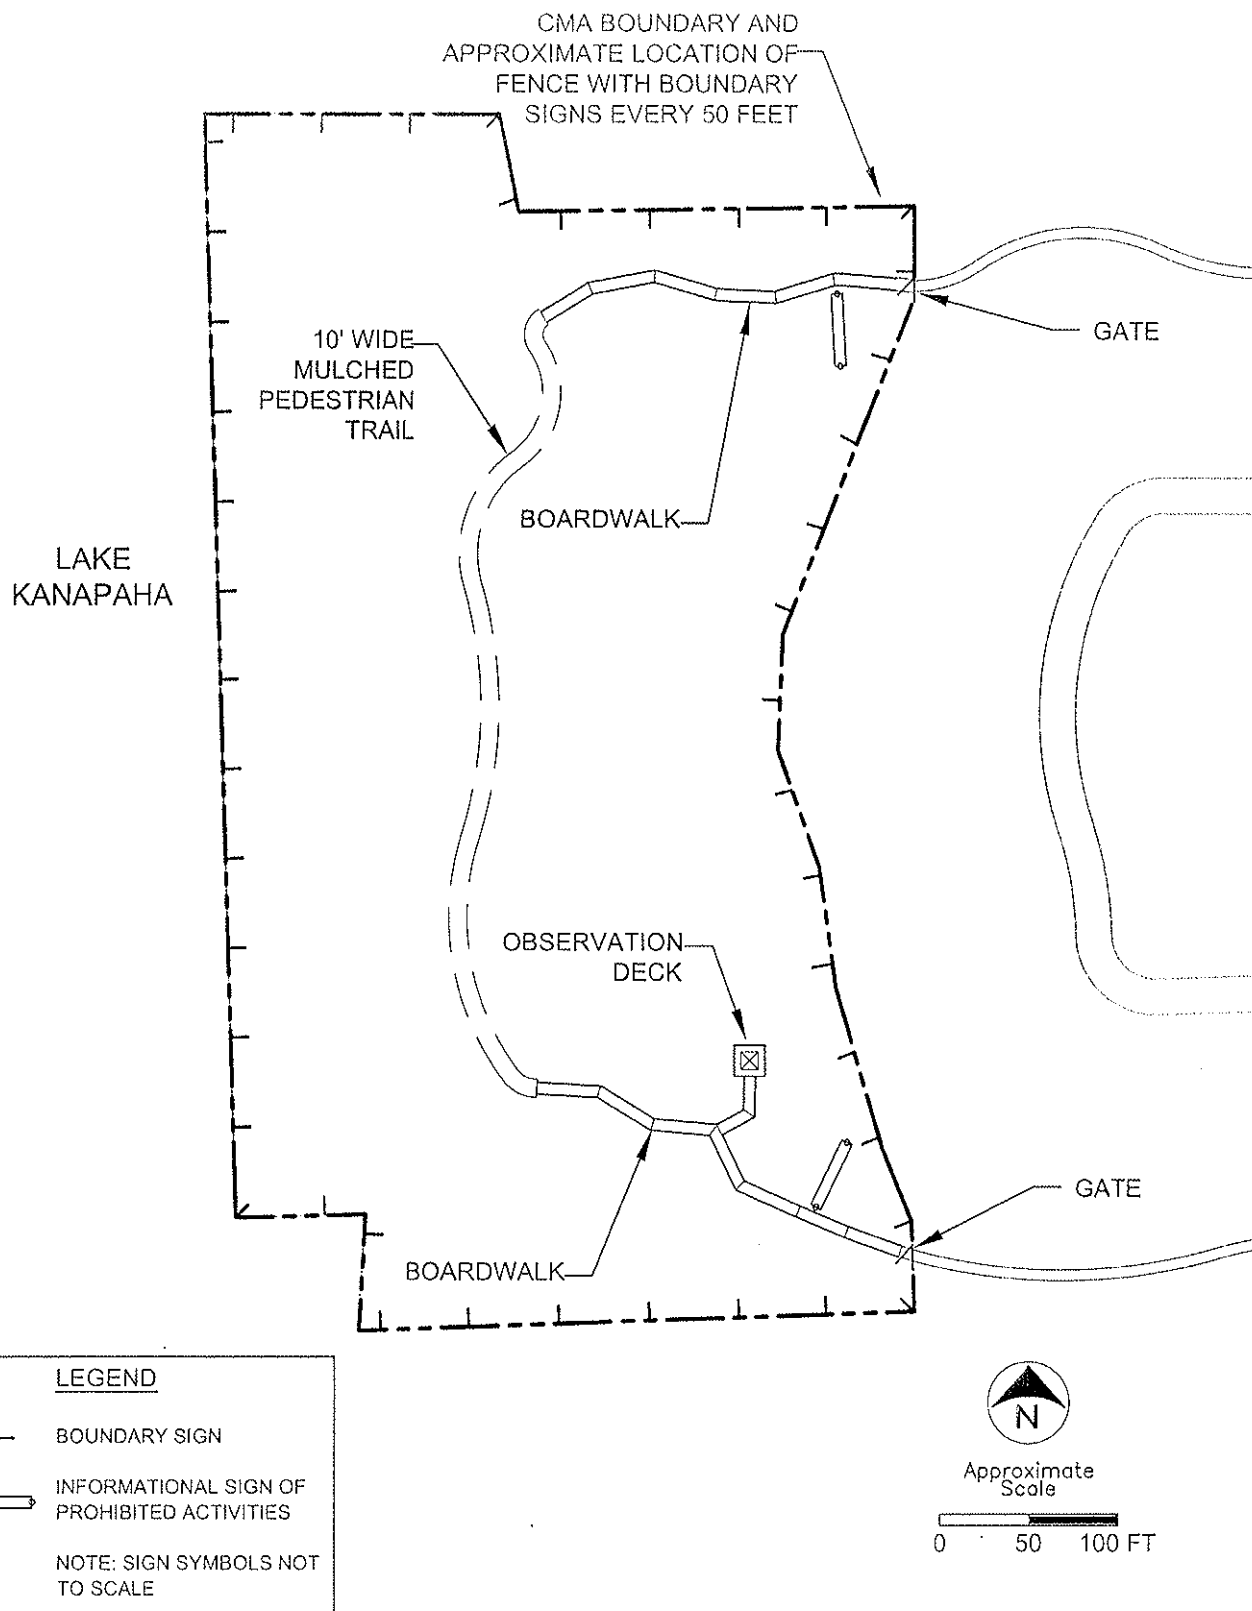 CMA BOUNDARY AND
APPROXIMATE LOCATION OF
FENCE WITH BOUNDARY
SIGNS EVERY 50 FEET
GATE
10' WIDE
MULCHED
PEDESTRIAN
TRAIL
BOARDWALK
LAKE
KANAPAHA
OBSERVATION
DECK
GATE
BOARDWALK
LEGEND
BOUNDARY SIGN
INFORMATIONAL SIGN OF
PROHIBITED ACTIVITIES
NOTE: SIGN SYMBOLS NOT
TO SCALE
N
Approximate
Scale
0 50 100 FT